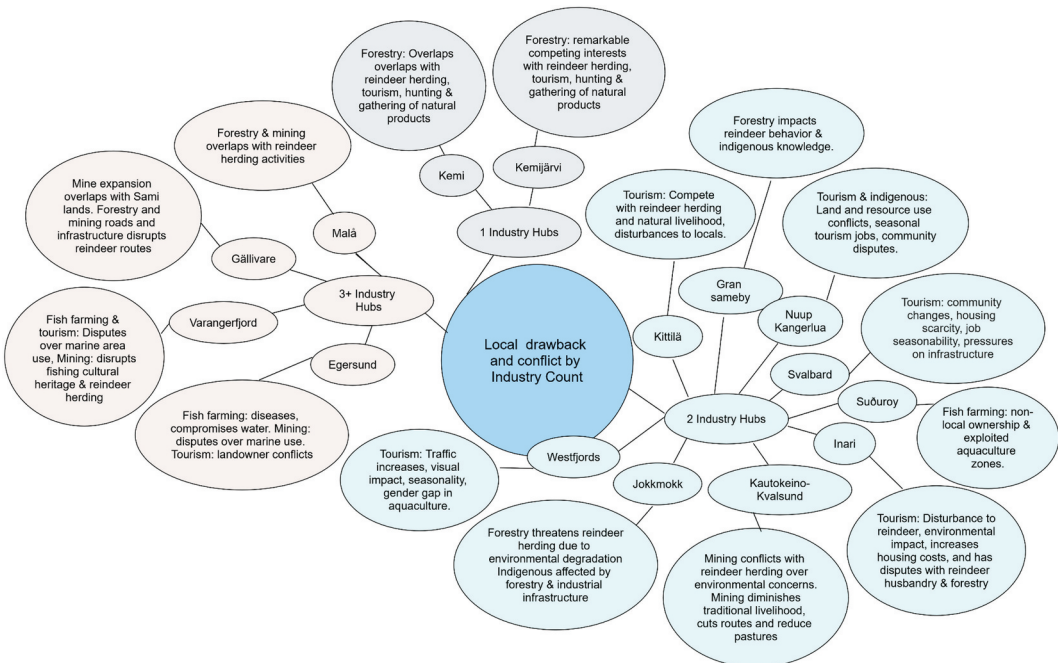 Forestry: Overlaps
overlaps with
reindeer herding,
tourism, hunting &
gathering of natural
products
Forestry: remarkable
competing interests
with reindeer herding,
tourism, hunting &
gathering of natural
products
Kemi
Kemijärvi
1 Industry Hubs
Forestry & mining
overlaps with reindeer
herding activities
Malå
Mine expansion
overlaps with Sami
lands. Forestry and
mining roads and
infrastructure disrupts
reindeer routes
Gällivare
3+ Industry
Hubs
Fish farming &
tourism: Disputes
over marine area
use, Mining: disrupts
fishing cultural
heritage & reindeer
herding
Varangerfjord
Egersund
Fish farming: diseases,
compromises water. Mining:
disputes over marine use.
Tourism: landowner conflicts
Local drawback
and conflict by
Industry Count
Forestry impacts
reindeer behavior &
indigenous knowledge.
Tourism: Compete
with reindeer herding
and natural livelihood,
disturbances to locals.
Tourism & indigenous:
Land and resource use
conflicts, seasonal
tourism jobs, community
disputes.
Gran
sameby
Nuup
Kangerlua
Kittilä
Tourism: community
changes, housing
scarcity, job
seasonability, pressures
on infrastructure
Svalbard
Suðuroy
2 Industry Hubs
Fish farming: non-
local ownership &
exploited
aquaculture
zones.
Inari
Westfjords
Tourism: Traffic
increases, visual
impact, seasonality,
gender gap in
aquaculture.
Jokkmokk
Kautokeino-
Kvalsund
Forestry threatens reindeer
herding due to
environmental degradation
Indigenous affected by
forestry & industrial
infrastructure
Mining conflicts with
reindeer herding over
environmental concerns.
Mining diminishes
traditional livelihood,
cuts routes and reduce
pastures
Tourism: Disturbance to
reindeer, environmental
impact, increases
housing costs, and has
disputes with reindeer
husbandry & forestry